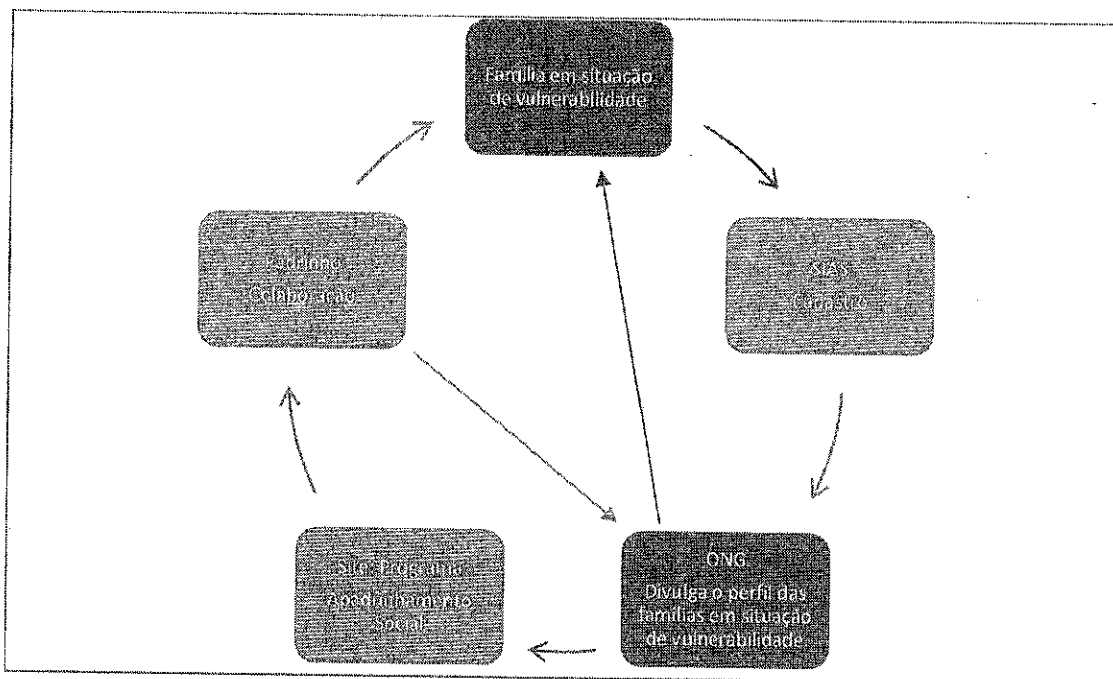 Família em situação
de vulnerabilidade
SIAS
Cadastro
ONG
Divulga o perfil das
famílias em situação
de vulnerabilidade
Site Programa
Apadrinhamento
Social
Padrinho
Colaboração